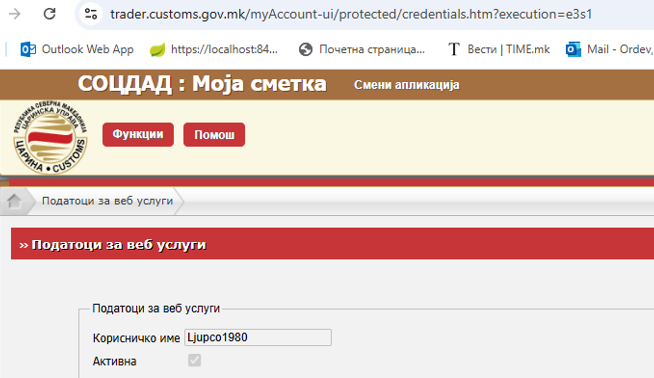 trader.customs.gov.mk/myAccount-ui/protected/credentials.htm?execution=e3s1
Outlook Web App https://localhost:84... Почетна страница... Вести | TIME.mk Mail - Ordev,
СОЦДАД : Моја сметка Смени апликација
РЕПУБЛИКА СЕВЕРНА МАКЕДОНИЈА
ЦАРИНСКА УПРАВА
ЦАРИНА • CUSTOMS
Функции Помош
Податоци за веб услуги
» Податоци за веб услуги
Податоци за веб услуги
Корисничко име Ljupco1980
Активна